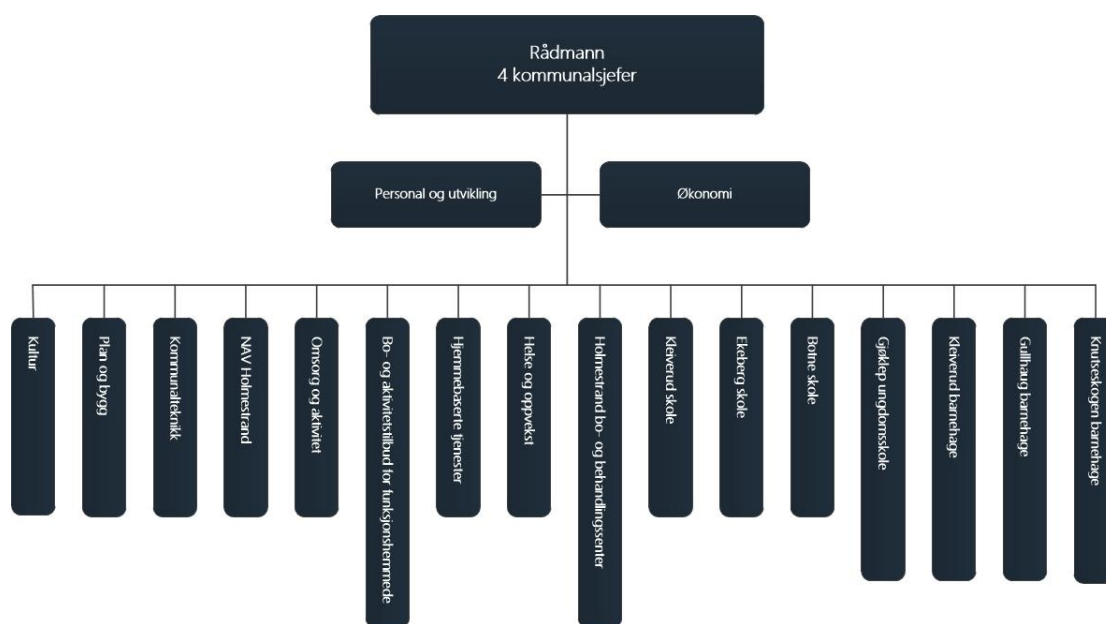 Rådmann
4 kommunalsjefer
Personal og utvikling
Økonomi
Kultur
Plan og bygg
Kommunalteknikk
NAV Holmestrand
Omsorg og aktivitet
Bo- og aktivitetstilbud for funksjonshemmede
Hjemmebaserte tjenester
Helse og oppvekst
Holmestrand bo- og behandlingssenter
Kleiverud skole
Ekeberg skole
Botne skole
Gjøklep ungdomsskole
Kleiverud barnehage
Gullhaug barnehage
Knutseskogen barnehage